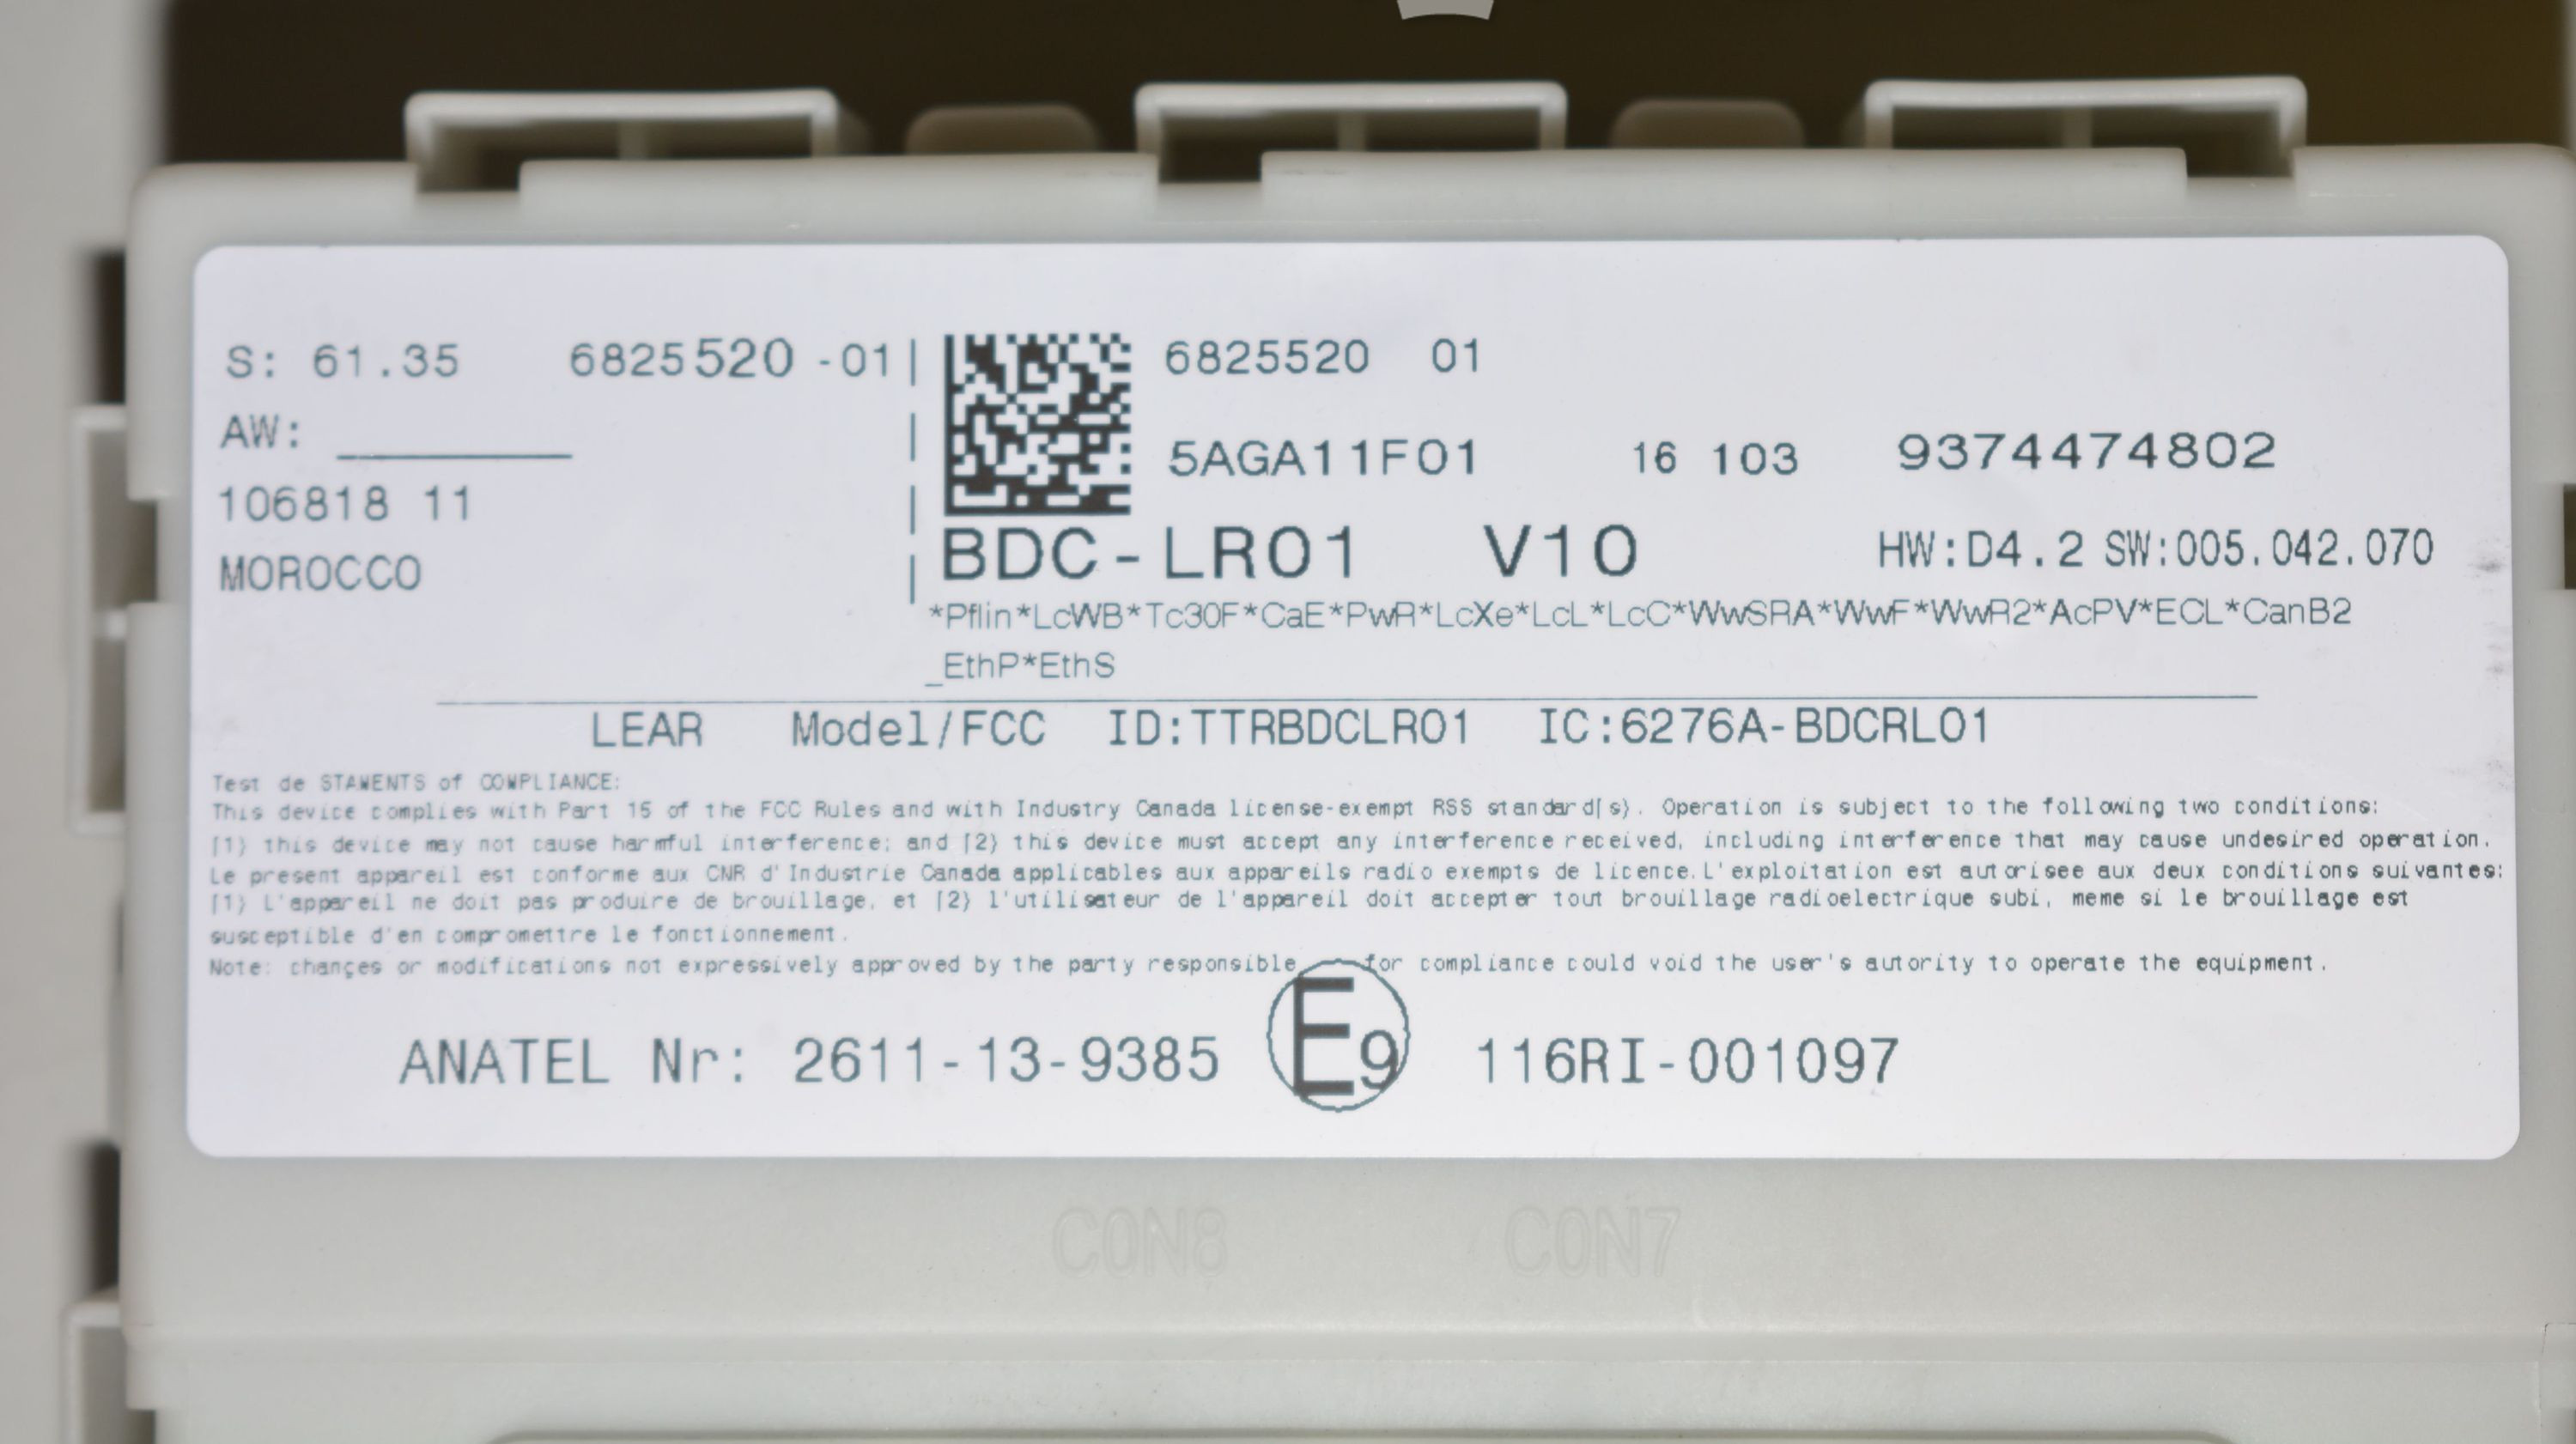 S: 61.35 6825520 -01
AW:
106818 11
MOROCCO
6825520 01
5AGA11F01 16 103 9374474802
BDC-LR01 V10 HW:D4.2 SW:005.042.070
*Pflin*LcWB*Tc30F*CaE*PwR*LcXe*LcL*LcC*WwSRA*WwF*WwR2*AcPV*ECL*CanB2
_EthP*EthS
LEAR Model/FCC ID:TTRBDCLR01 IC:6276A-BDCRL01
Test de STAMENTS of COMPLIANCE:
This device complies with Part 15 of the FCC Rules and with Industry Canada license-exempt RSS standard(s). Operation is subject to the following two conditions:
(1) this device may not cause harmful interference; and (2) this device must accept any interference received, including interference that may cause undesired operation.
Le present appareil est conforme aux CNR d'Industrie Canada applicables aux appareils radio exempts de licence.L'exploitation est autorisee aux deux conditions suivantes:
(1) L'appareil ne doit pas produire de brouillage, et (2) l'utilisateur de l'appareil doit accepter tout brouillage radioelectrique subi, meme si le brouillage est
susceptible d'en compromettre le fonctionnement.
Note: changes or modifications not expressively approved by the party responsible for compliance could void the user's autority to operate the equipment.
ANATEL Nr: 2611-13-9385 E9 116RI-001097
CON8 CON7